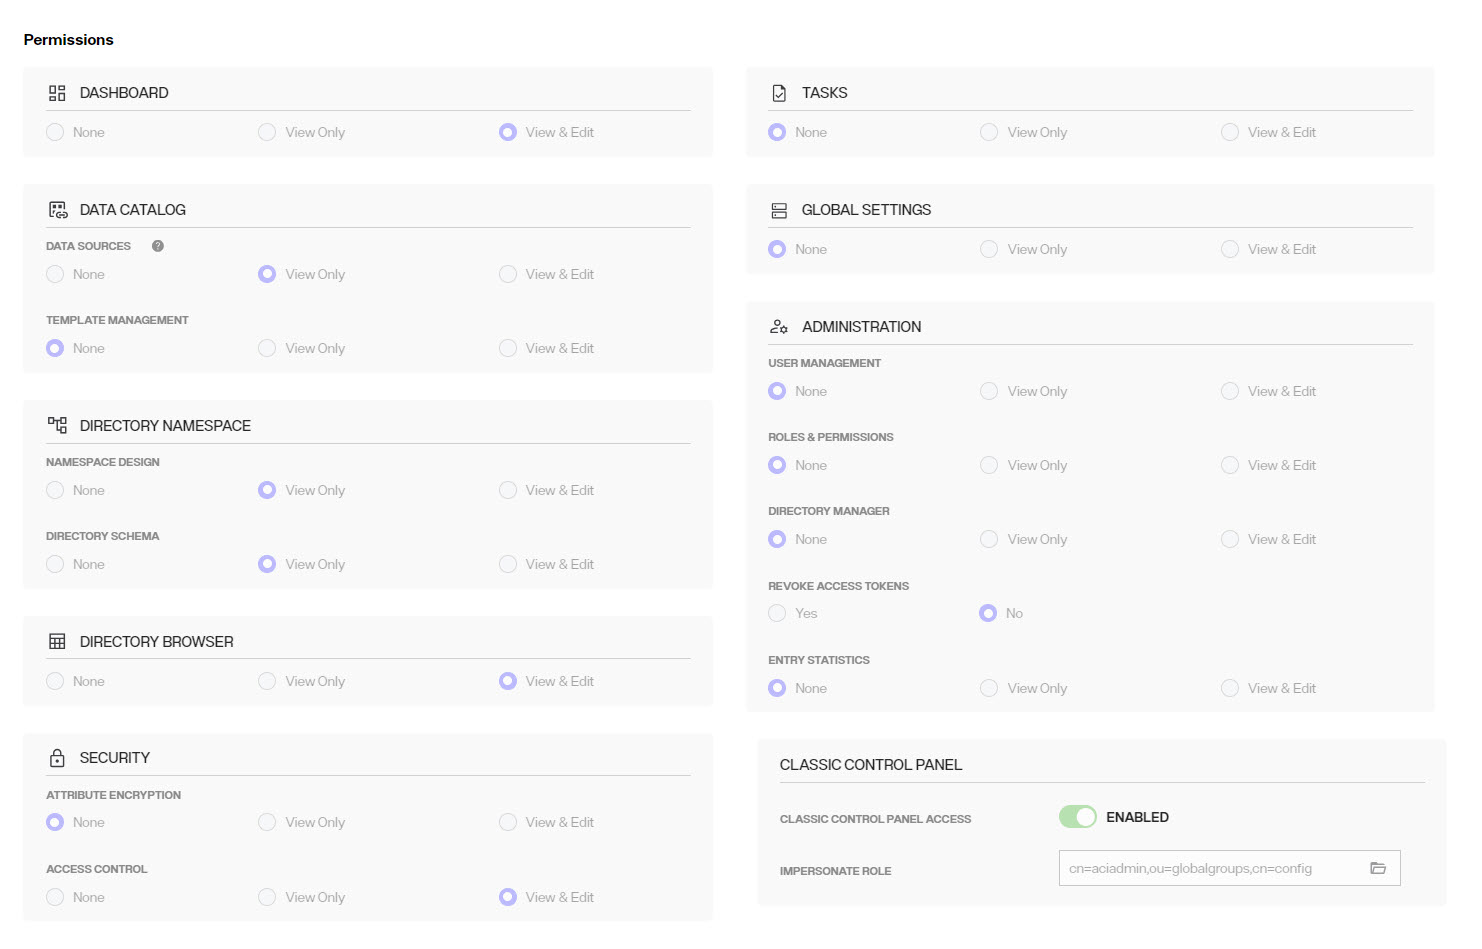 Permissions
DASHBOARD
None View Only View & Edit
DATA CATALOG
DATA SOURCES ?
None View Only View & Edit
TEMPLATE MANAGEMENT
None View Only View & Edit
DIRECTORY NAMESPACE
NAMESPACE DESIGN
None View Only View & Edit
DIRECTORY SCHEMA
None View Only View & Edit
DIRECTORY BROWSER
None View Only View & Edit
SECURITY
ATTRIBUTE ENCRYPTION
None View Only View & Edit
ACCESS CONTROL
None View Only View & Edit
TASKS
None View Only View & Edit
GLOBAL SETTINGS
None View Only View & Edit
ADMINISTRATION
USER MANAGEMENT
None View Only View & Edit
ROLES & PERMISSIONS
None View Only View & Edit
DIRECTORY MANAGER
None View Only View & Edit
REVOKE ACCESS TOKENS
Yes No
ENTRY STATISTICS
None View Only View & Edit
CLASSIC CONTROL PANEL
CLASSIC CONTROL PANEL ACCESS ENABLED
IMPERSONATE ROLE cn=aciadmin,ou=globalgroups,cn=config